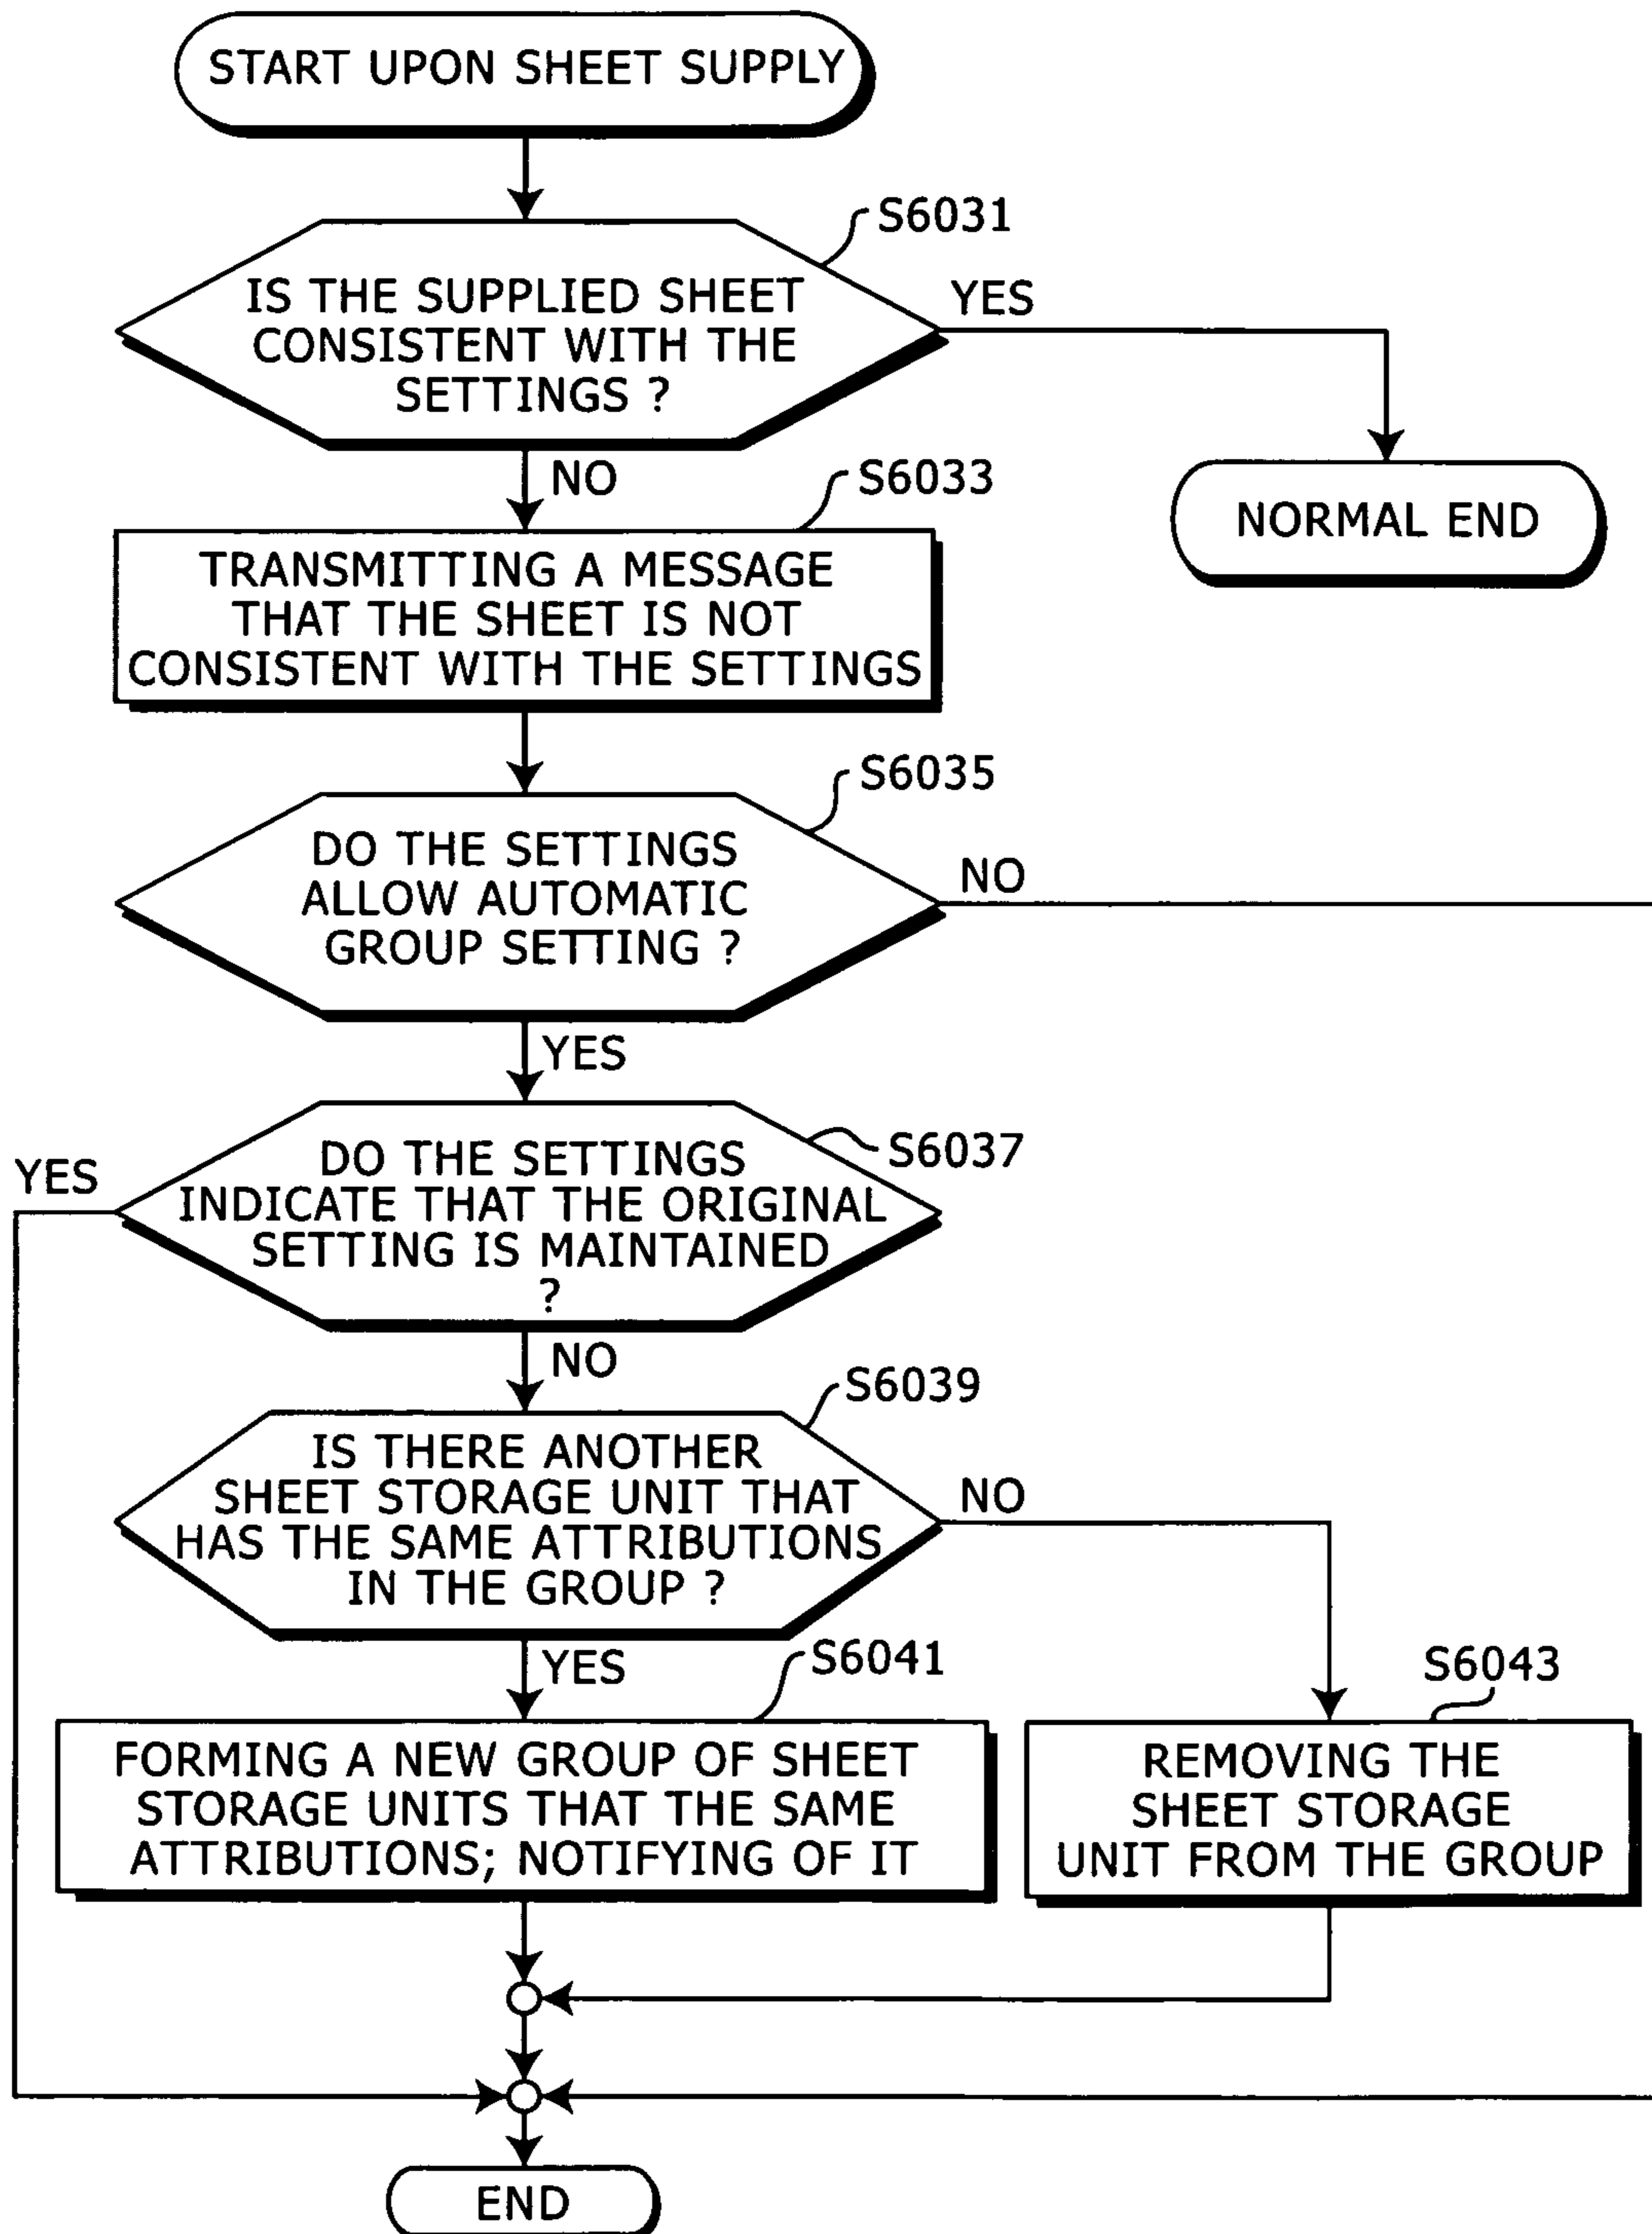 START UPON SHEET SUPPLY
S6031
IS THE SUPPLIED SHEET
CONSISTENT WITH THE
SETTINGS ?
YES
NO
NORMAL END
S6033
TRANSMITTING A MESSAGE
THAT THE SHEET IS NOT
CONSISTENT WITH THE SETTINGS
S6035
DO THE SETTINGS
ALLOW AUTOMATIC
GROUP SETTING ?
NO
YES
S6037
YES
DO THE SETTINGS
INDICATE THAT THE ORIGINAL
SETTING IS MAINTAINED
?
NO
S6039
IS THERE ANOTHER
SHEET STORAGE UNIT THAT
HAS THE SAME ATTRIBUTIONS
IN THE GROUP ?
NO
YES
S6041
S6043
FORMING A NEW GROUP OF SHEET
STORAGE UNITS THAT THE SAME
ATTRIBUTIONS; NOTIFYING OF IT
REMOVING THE
SHEET STORAGE
UNIT FROM THE GROUP
END